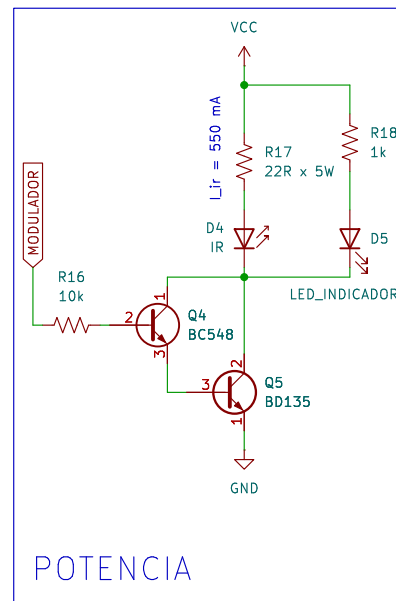 VCC
I_ir = 550 mA
R17
22R x 5W
R18
1k
D4
IR
D5
LED_INDICADOR
MODULADOR
R16
10k
1
2
3
Q4
BC548
2
3
1
Q5
BD135
GND
POTENCIA